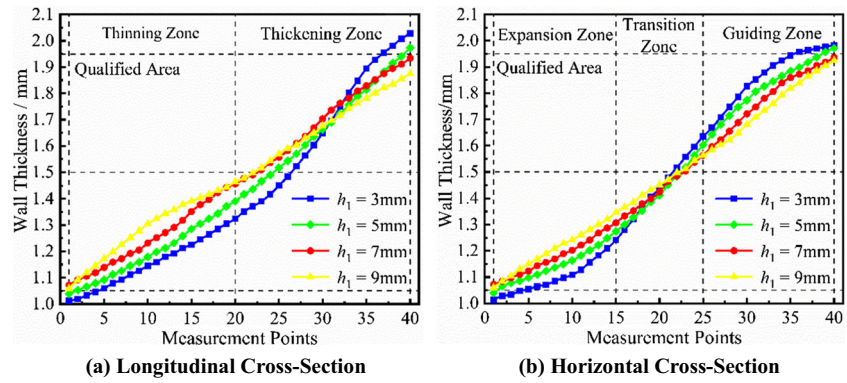 Thinning Zone Thickening Zone
Qualified Area
Wall Thickness / mm
2.1
2.0
1.9
1.8
1.7
1.6
1.5
1.4
1.3
1.2
1.1
1.0
h₁ = 3mm
h₁ = 5mm
h₁ = 7mm
h₁ = 9mm
0 5 10 15 20 25 30 35 40
Measurement Points
(a) Longitudinal Cross-Section
Expansion Zone Transition Zone Guiding Zone
Qualified Area
Wall Thickness/mm
2.1
2.0
1.9
1.8
1.7
1.6
1.5
1.4
1.3
1.2
1.1
1.0
h₁ = 3mm
h₁ = 5mm
h₁ = 7mm
h₁ = 9mm
0 5 10 15 20 25 30 35 40
Measurement Points
(b) Horizontal Cross-Section